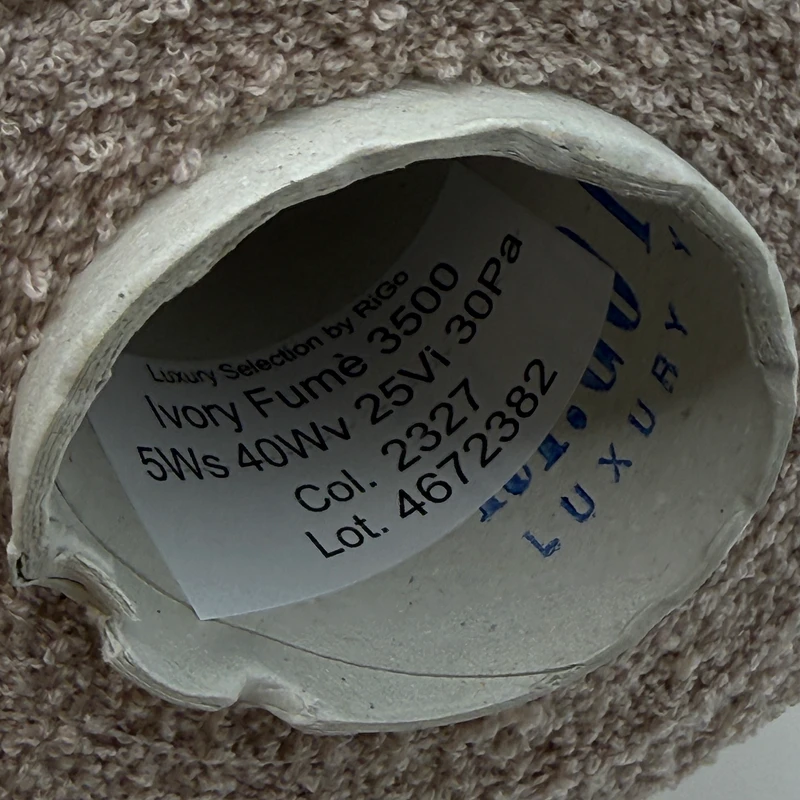 Luxury Selection by RiGo
Ivory Fumè 3500
5Ws 40Wv 25Vi 30Pa
Col. 2327
Lot. 4672382
LUXURY